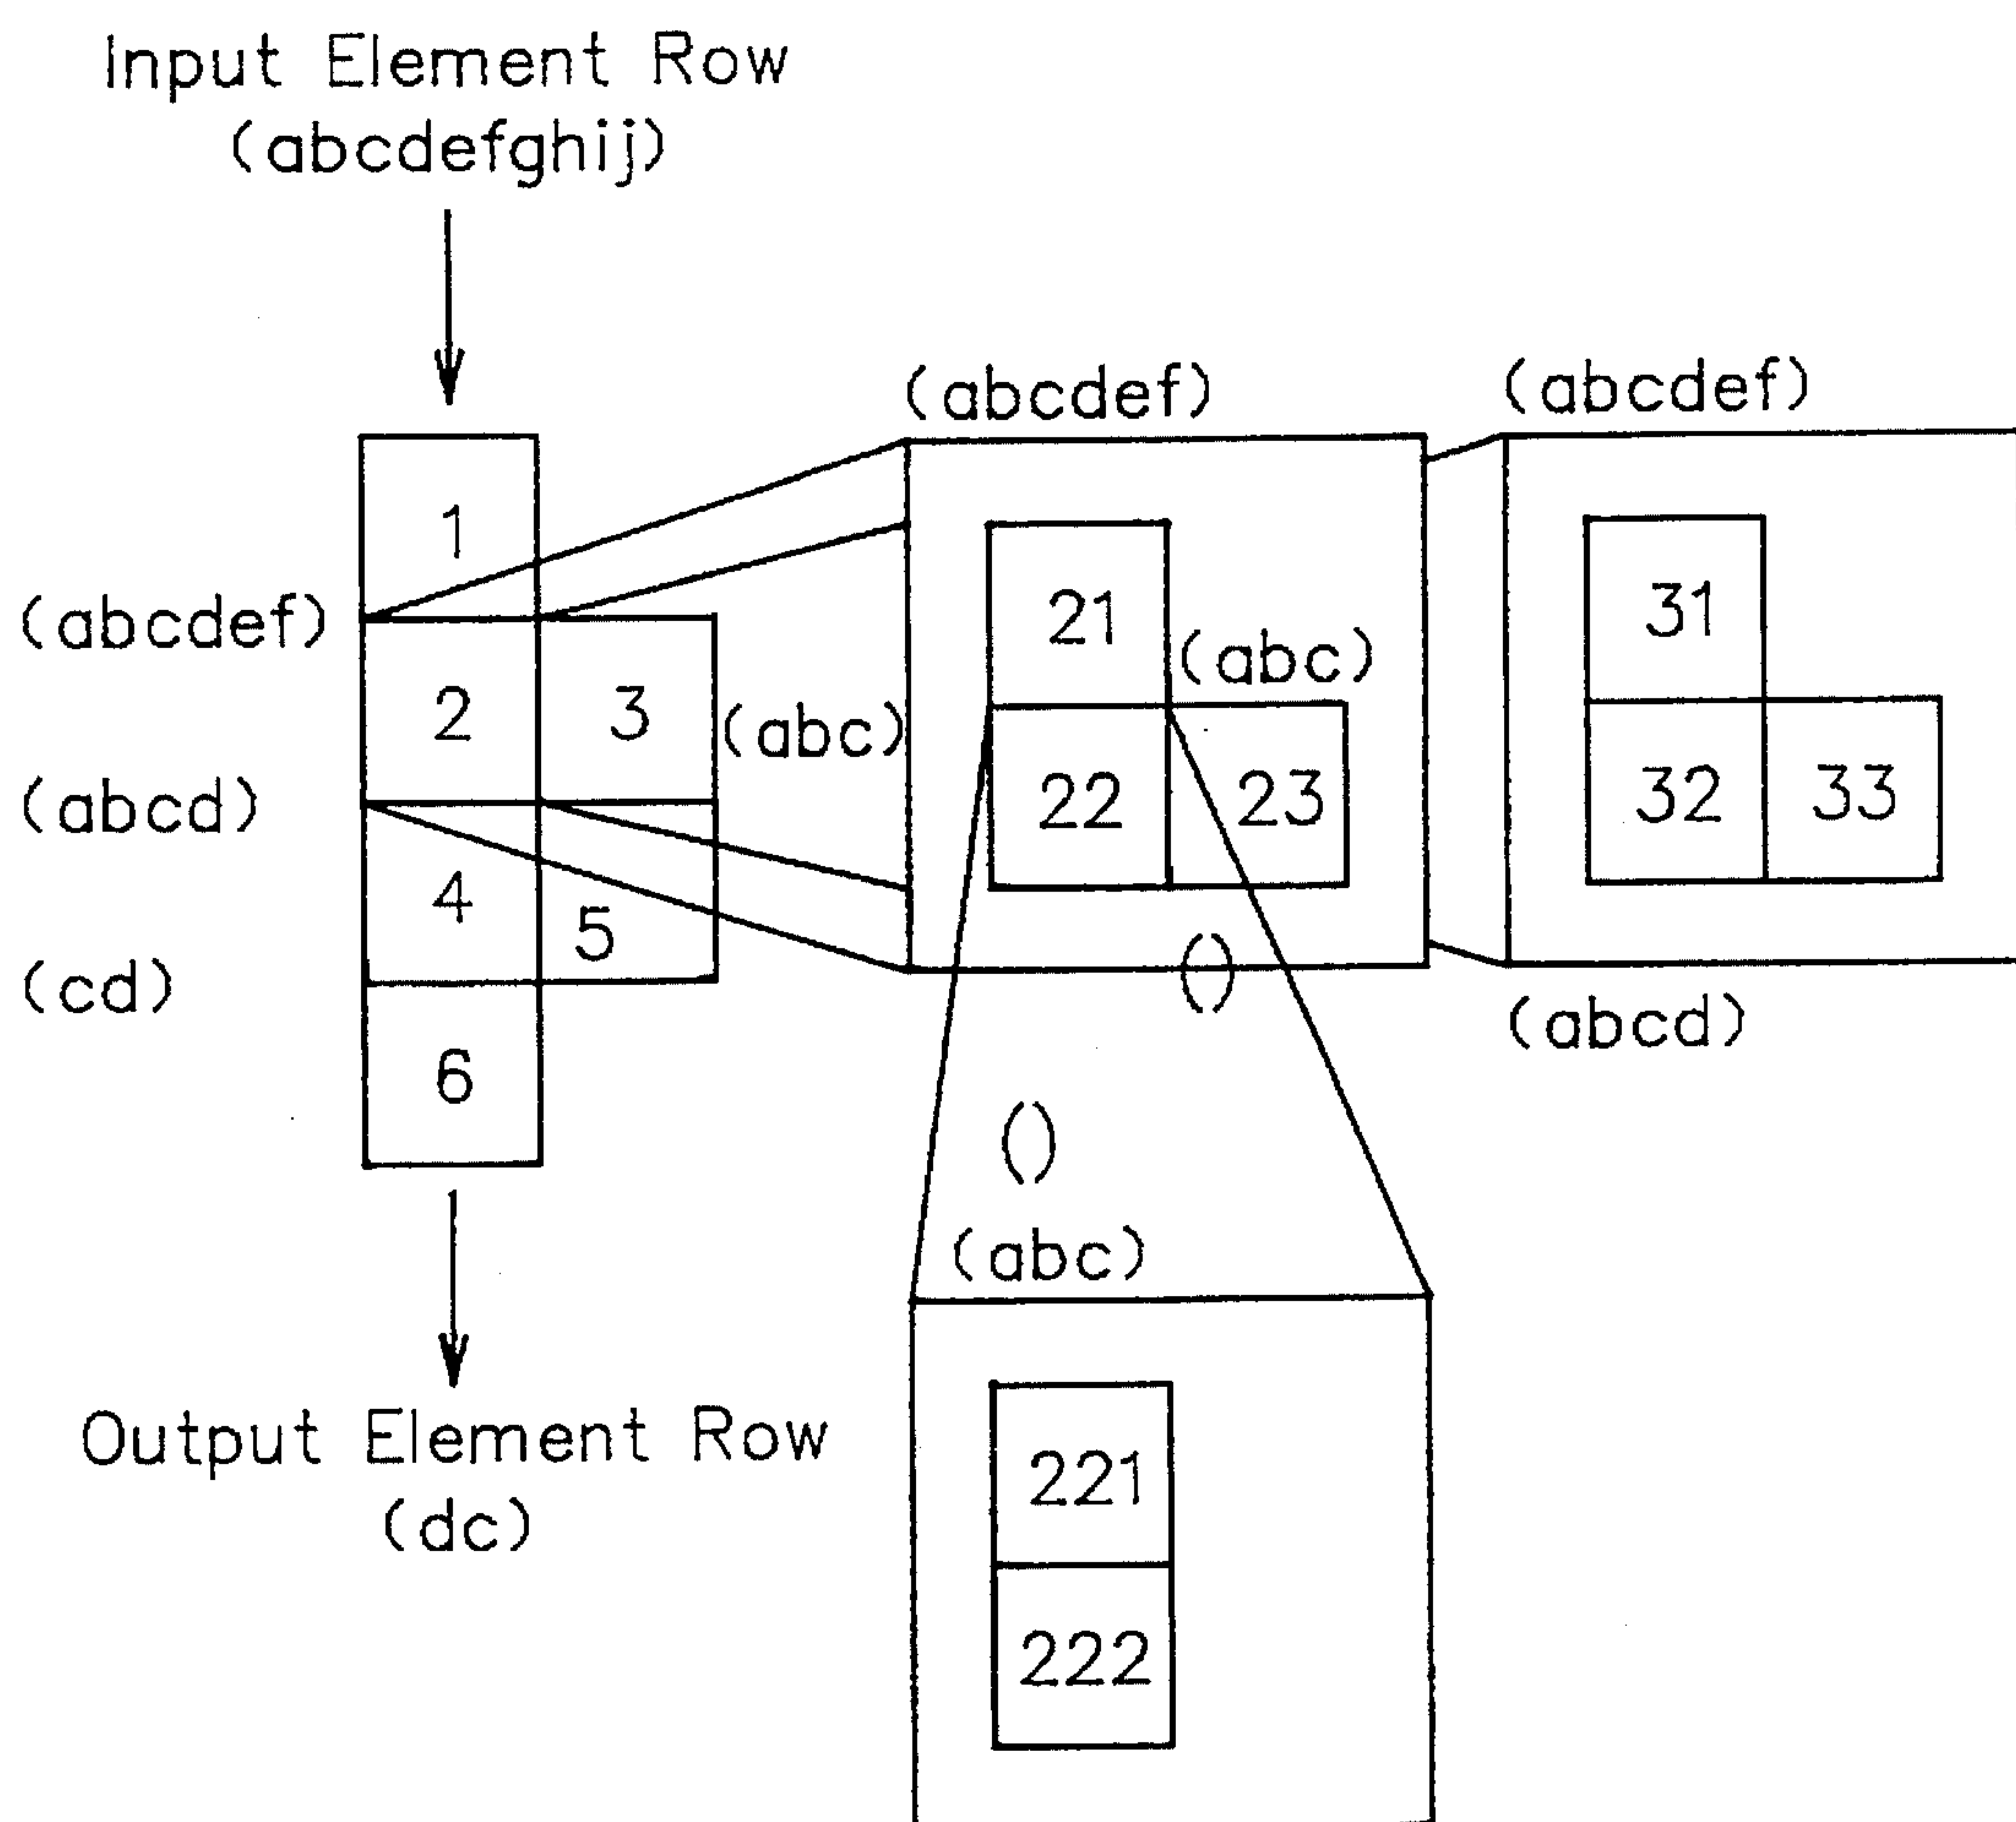 Input Element Row
(abcdefghij)
(abcdef)
(abcdef)
1
21
31
(abcdef)
(abc)
2
3
(abc)
22
23
32
33
(abcd)
4
5
(cd)
()
(abcd)
6
()
(abc)
Output Element Row
(dc)
221
222